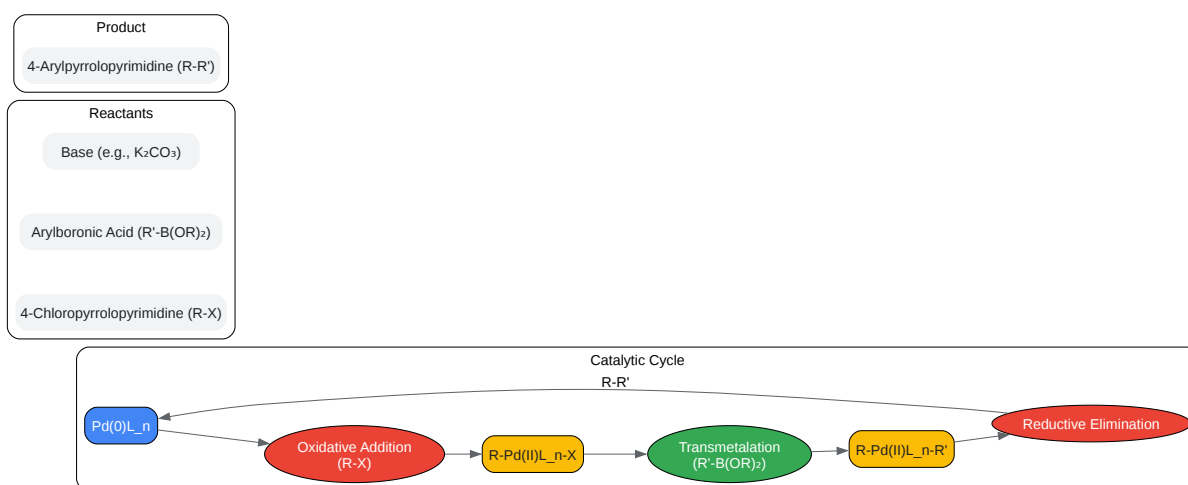 Product
4-Arylpyrrolopyrimidine (R-R')
Reactants
Base (e.g., K₂CO₃)
Arylboronic Acid (R'-B(OR)₂)
4-Chloropyrrolopyrimidine (R-X)
Catalytic Cycle
R-R'
Pd(0)L_n
Oxidative Addition
(R-X)
R-Pd(II)L_n-X
Transmetalation
(R'-B(OR)₂)
R-Pd(II)L_n-R'
Reductive Elimination